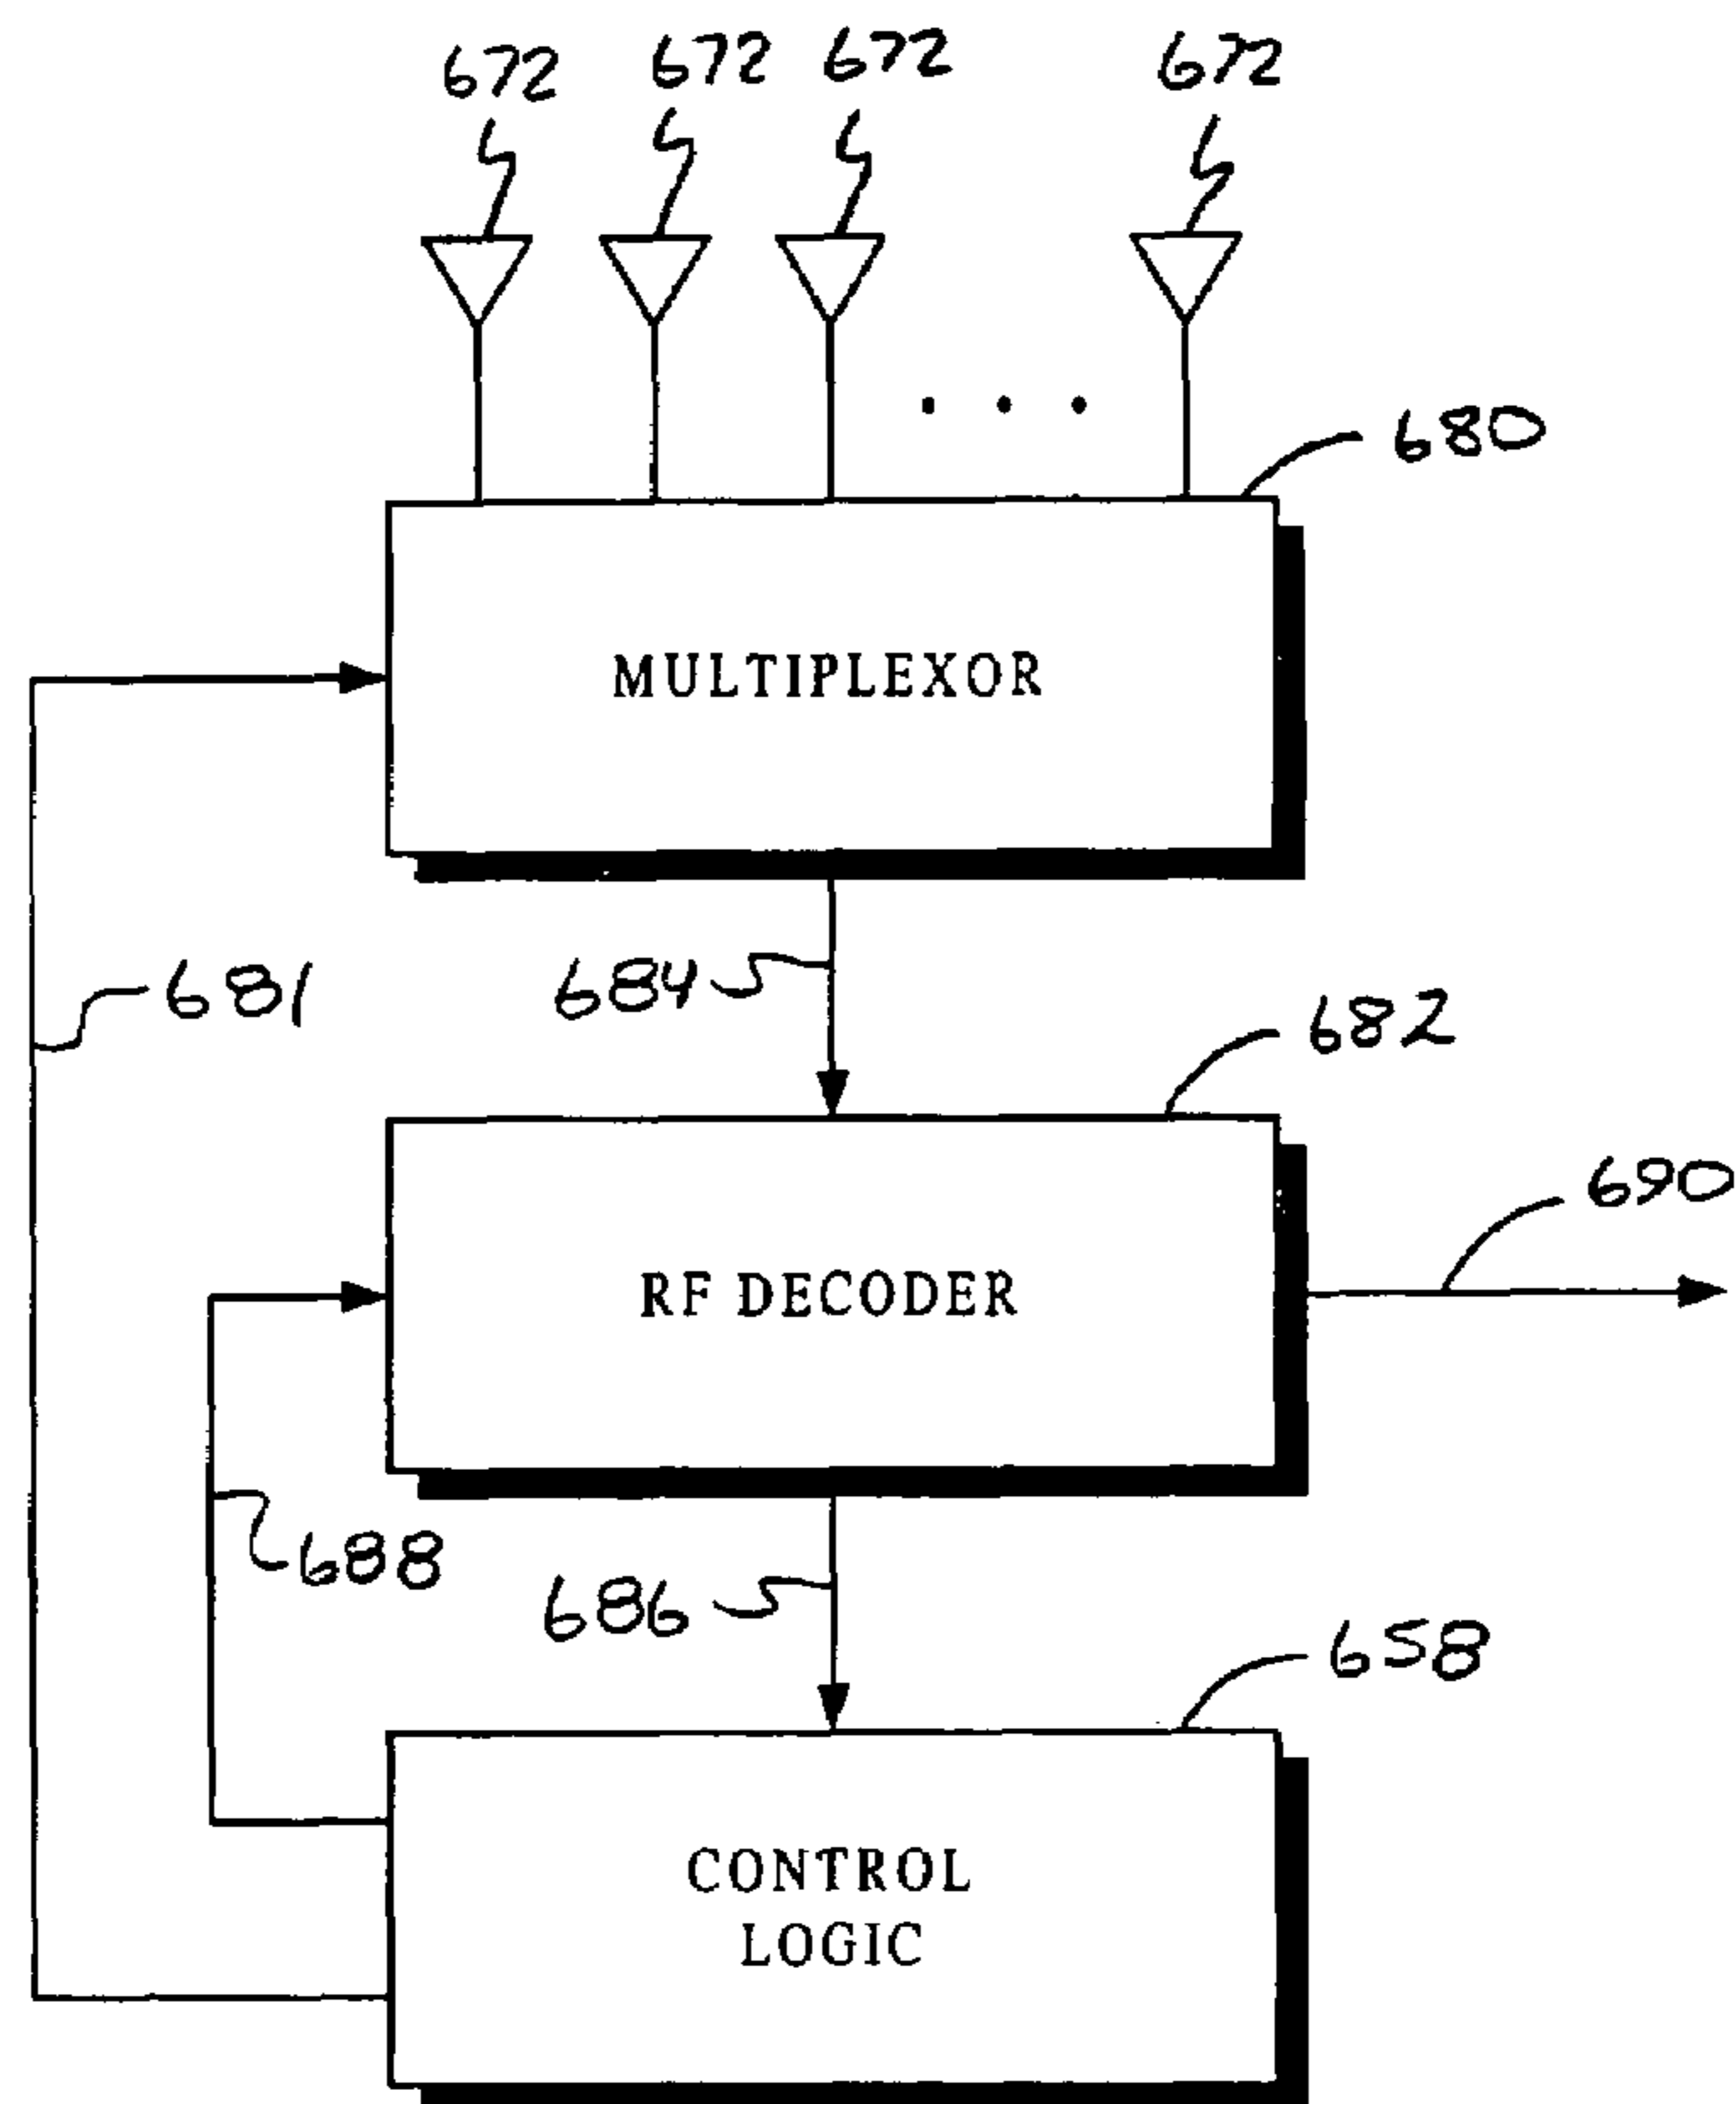 672 672 672 672
680
MULTIPLEXOR
681
684
682
690
RF DECODER
688
686
658
CONTROL
LOGIC